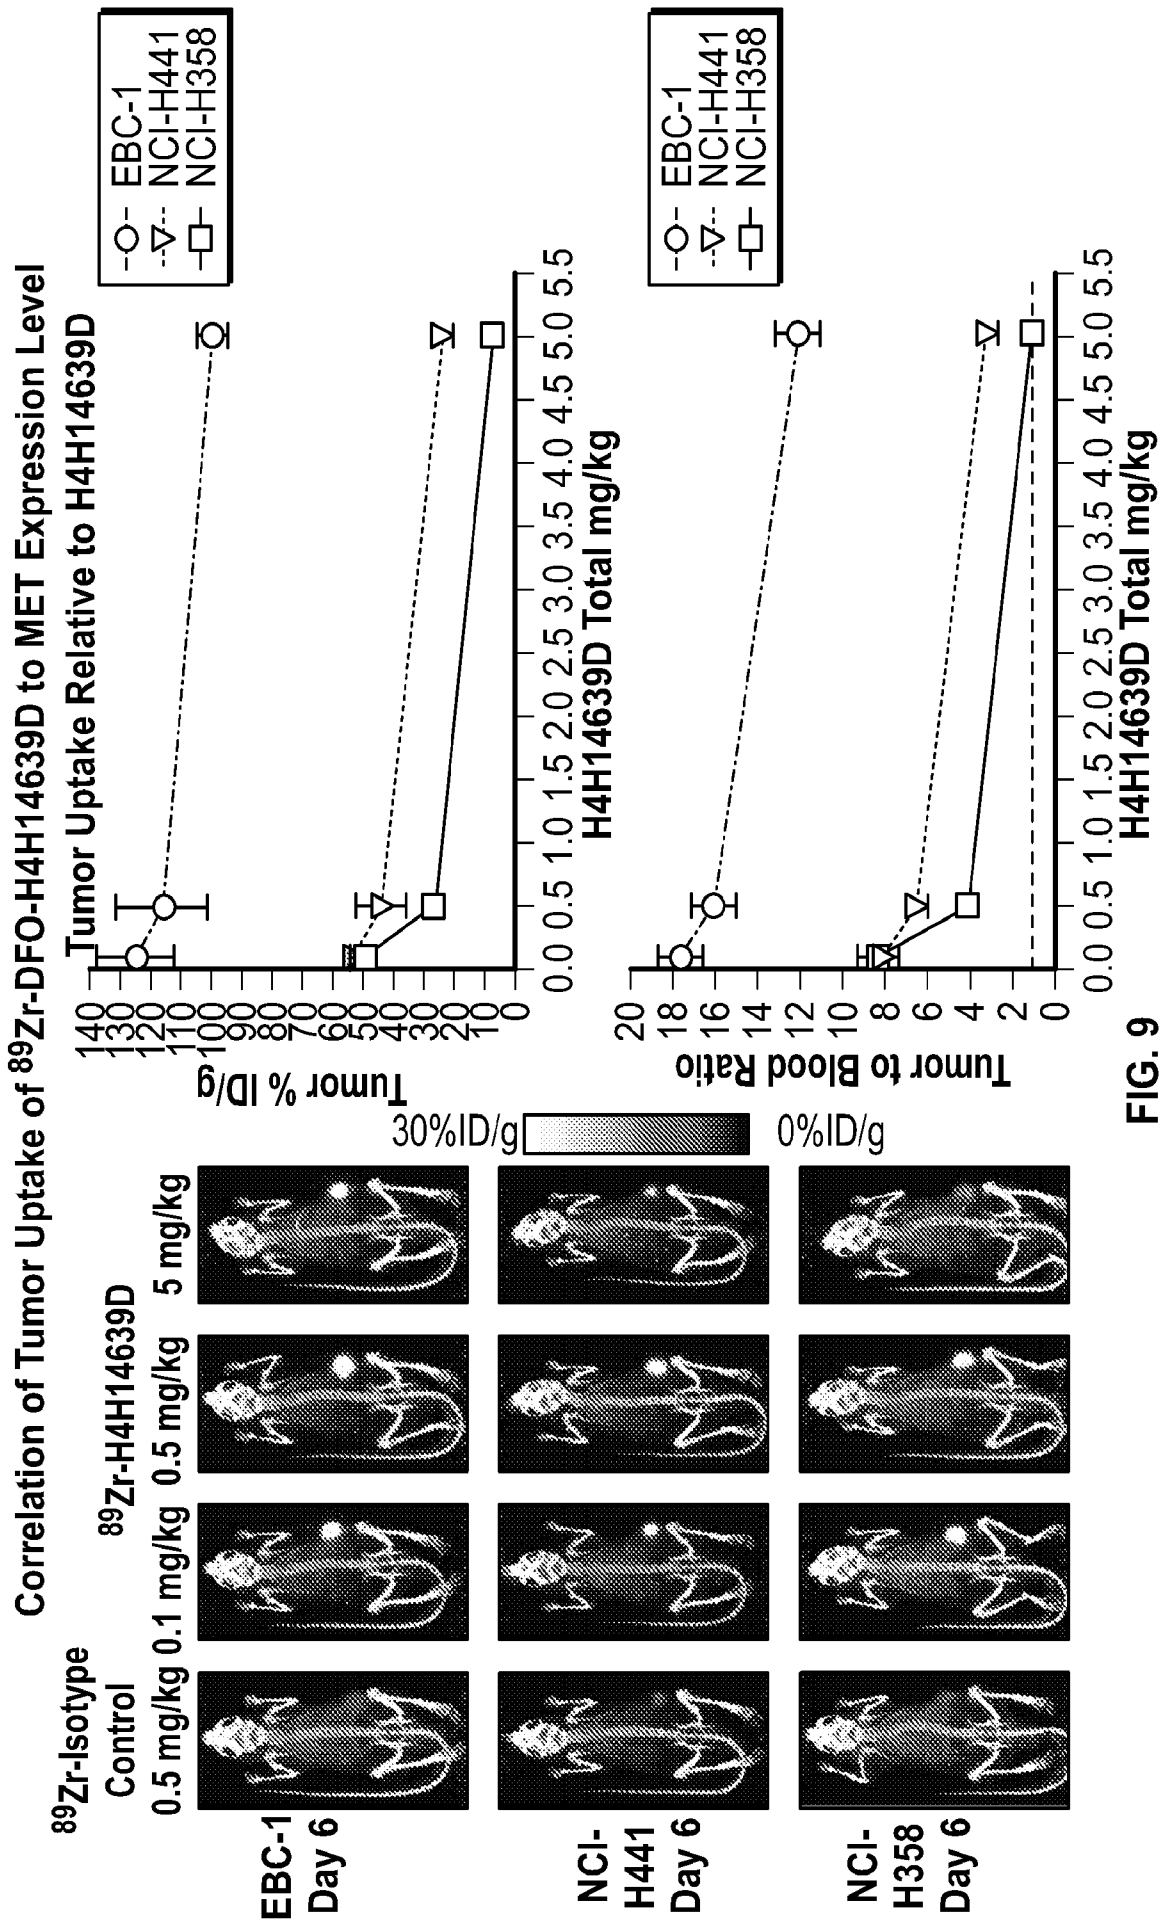 Correlation of Tumor Uptake of ⁸⁹Zr-DFO-H4H14639D to MET Expression Level
Tumor Uptake Relative to H4H14639D
⁸⁹Zr-Isotype
Control
0.5 mg/kg
⁸⁹Zr-H4H14639D
0.1 mg/kg
0.5 mg/kg
5 mg/kg
EBC-1
Day 6
NCI-
H441
Day 6
NCI-
H358
Day 6
30%ID/g
0%ID/g
Tumor % ID/g
140
130
120
110
100
90
80
70
60
50
40
30
20
10
0
0.0 0.5 1.0 1.5 2.0 2.5 3.0 3.5 4.0 4.5 5.0 5.5
H4H14639D Total mg/kg
EBC-1
NCI-H441
NCI-H358
Tumor to Blood Ratio
20
18
16
14
12
10
8
6
4
2
0
0.0 0.5 1.0 1.5 2.0 2.5 3.0 3.5 4.0 4.5 5.0 5.5
H4H14639D Total mg/kg
EBC-1
NCI-H441
NCI-H358
FIG. 9